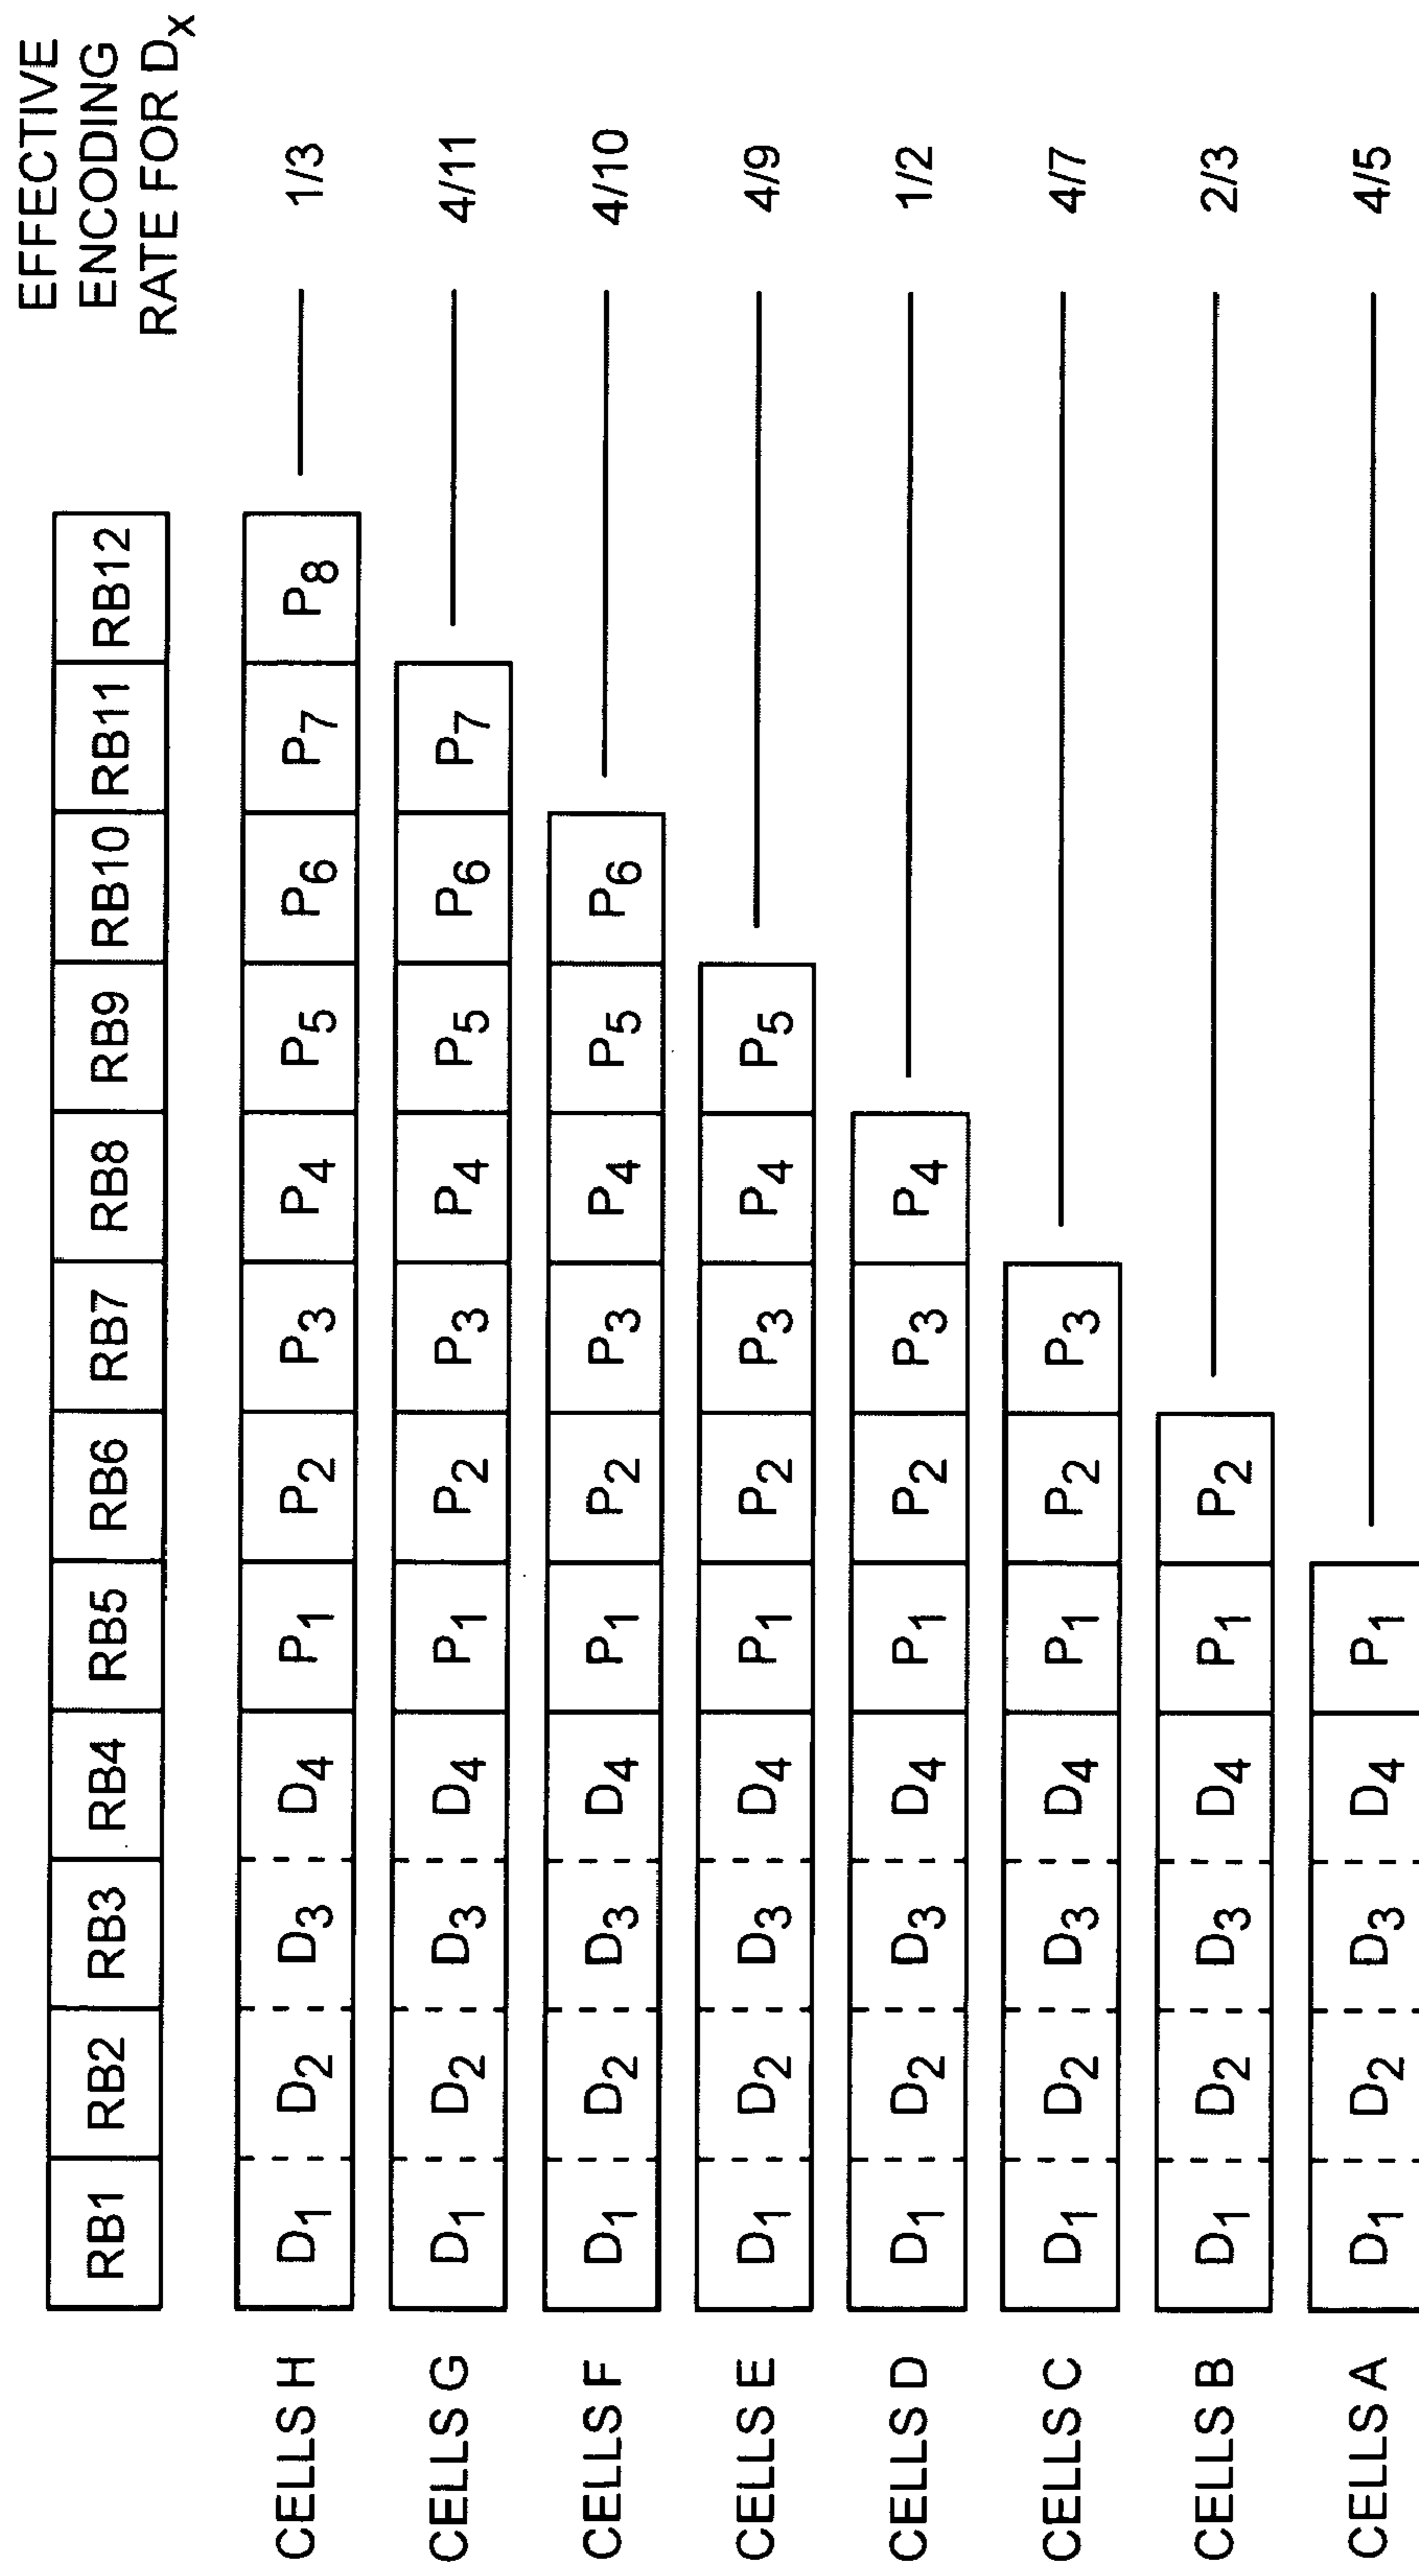 EFFECTIVE
ENCODING
RATE FOR Dx
RB1 RB2 RB3 RB4 RB5 RB6 RB7 RB8 RB9 RB10 RB11 RB12
CELLS H D1 D2 D3 D4 P1 P2 P3 P4 P5 P6 P7 P8 1/3
CELLS G D1 D2 D3 D4 P1 P2 P3 P4 P5 P6 P7 4/11
CELLS F D1 D2 D3 D4 P1 P2 P3 P4 P5 P6 4/10
CELLS E D1 D2 D3 D4 P1 P2 P3 P4 P5 4/9
CELLS D D1 D2 D3 D4 P1 P2 P3 P4 1/2
CELLS C D1 D2 D3 D4 P1 P2 P3 4/7
CELLS B D1 D2 D3 D4 P1 P2 2/3
CELLS A D1 D2 D3 D4 P1 4/5